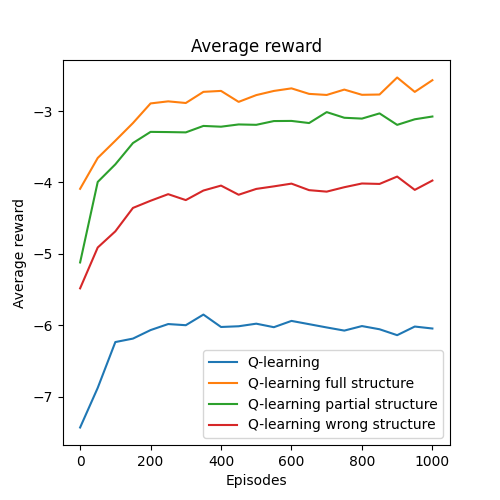 Average reward
Average reward
−3
−4
−5
−6
−7
Q-learning
Q-learning full structure
Q-learning partial structure
Q-learning wrong structure
0 200 400 600 800 1000
Episodes